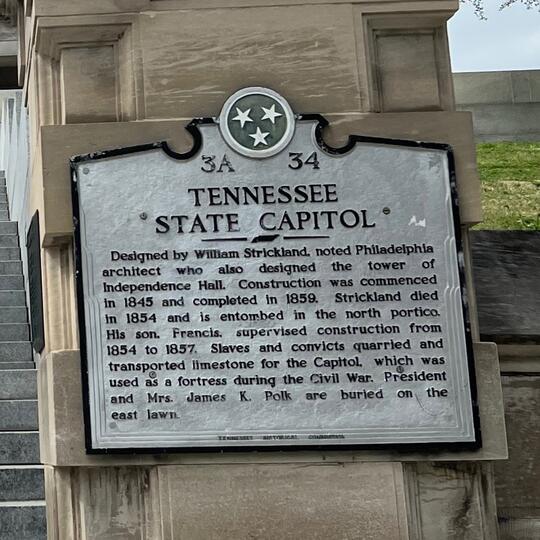 3A 34
TENNESSEE
STATE CAPITOL
Designed by William Strickland, noted Philadelphia
architect who also designed the tower of
Independence Hall. Construction was commenced
in 1845 and completed in 1859. Strickland died
in 1854 and is entombed in the north portico.
His son, Francis, supervised construction from
1854 to 1857. Slaves and convicts quarried and
transported limestone for the Capitol, which was
used as a fortress during the Civil War. President
and Mrs. James K. Polk are buried on the
east lawn.
TENNESSEE HISTORICAL COMMISSION